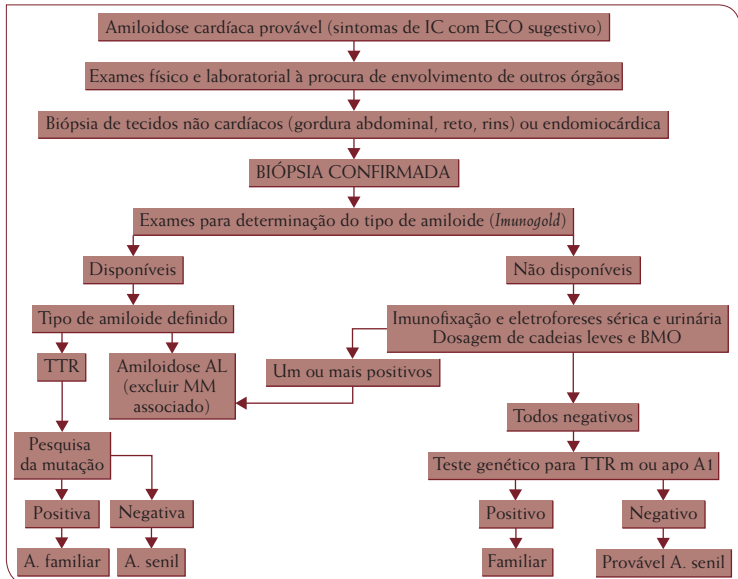 Amiloidose cardíaca provável (sintomas de IC com ECO sugestivo)
Exames físico e laboratorial à procura de envolvimento de outros órgãos
Biópsia de tecidos não cardíacos (gordura abdominal, reto, rins) ou endomiocárdica
BIÓPSIA CONFIRMADA
Exames para determinação do tipo de amiloide (Imunogold)
Disponíveis
Não disponíveis
Tipo de amiloide definido
Imunofixação e eletroforeses sérica e urinária
Dosagem de cadeias leves e BMO
TTR
Amiloidose AL
(excluir MM
associado)
Um ou mais positivos
Todos negativos
Pesquisa
da mutação
Teste genético para TTR m ou apo A1
Positiva
Negativa
Positivo
Negativo
A. familiar
A. senil
Familiar
Provável A. senil